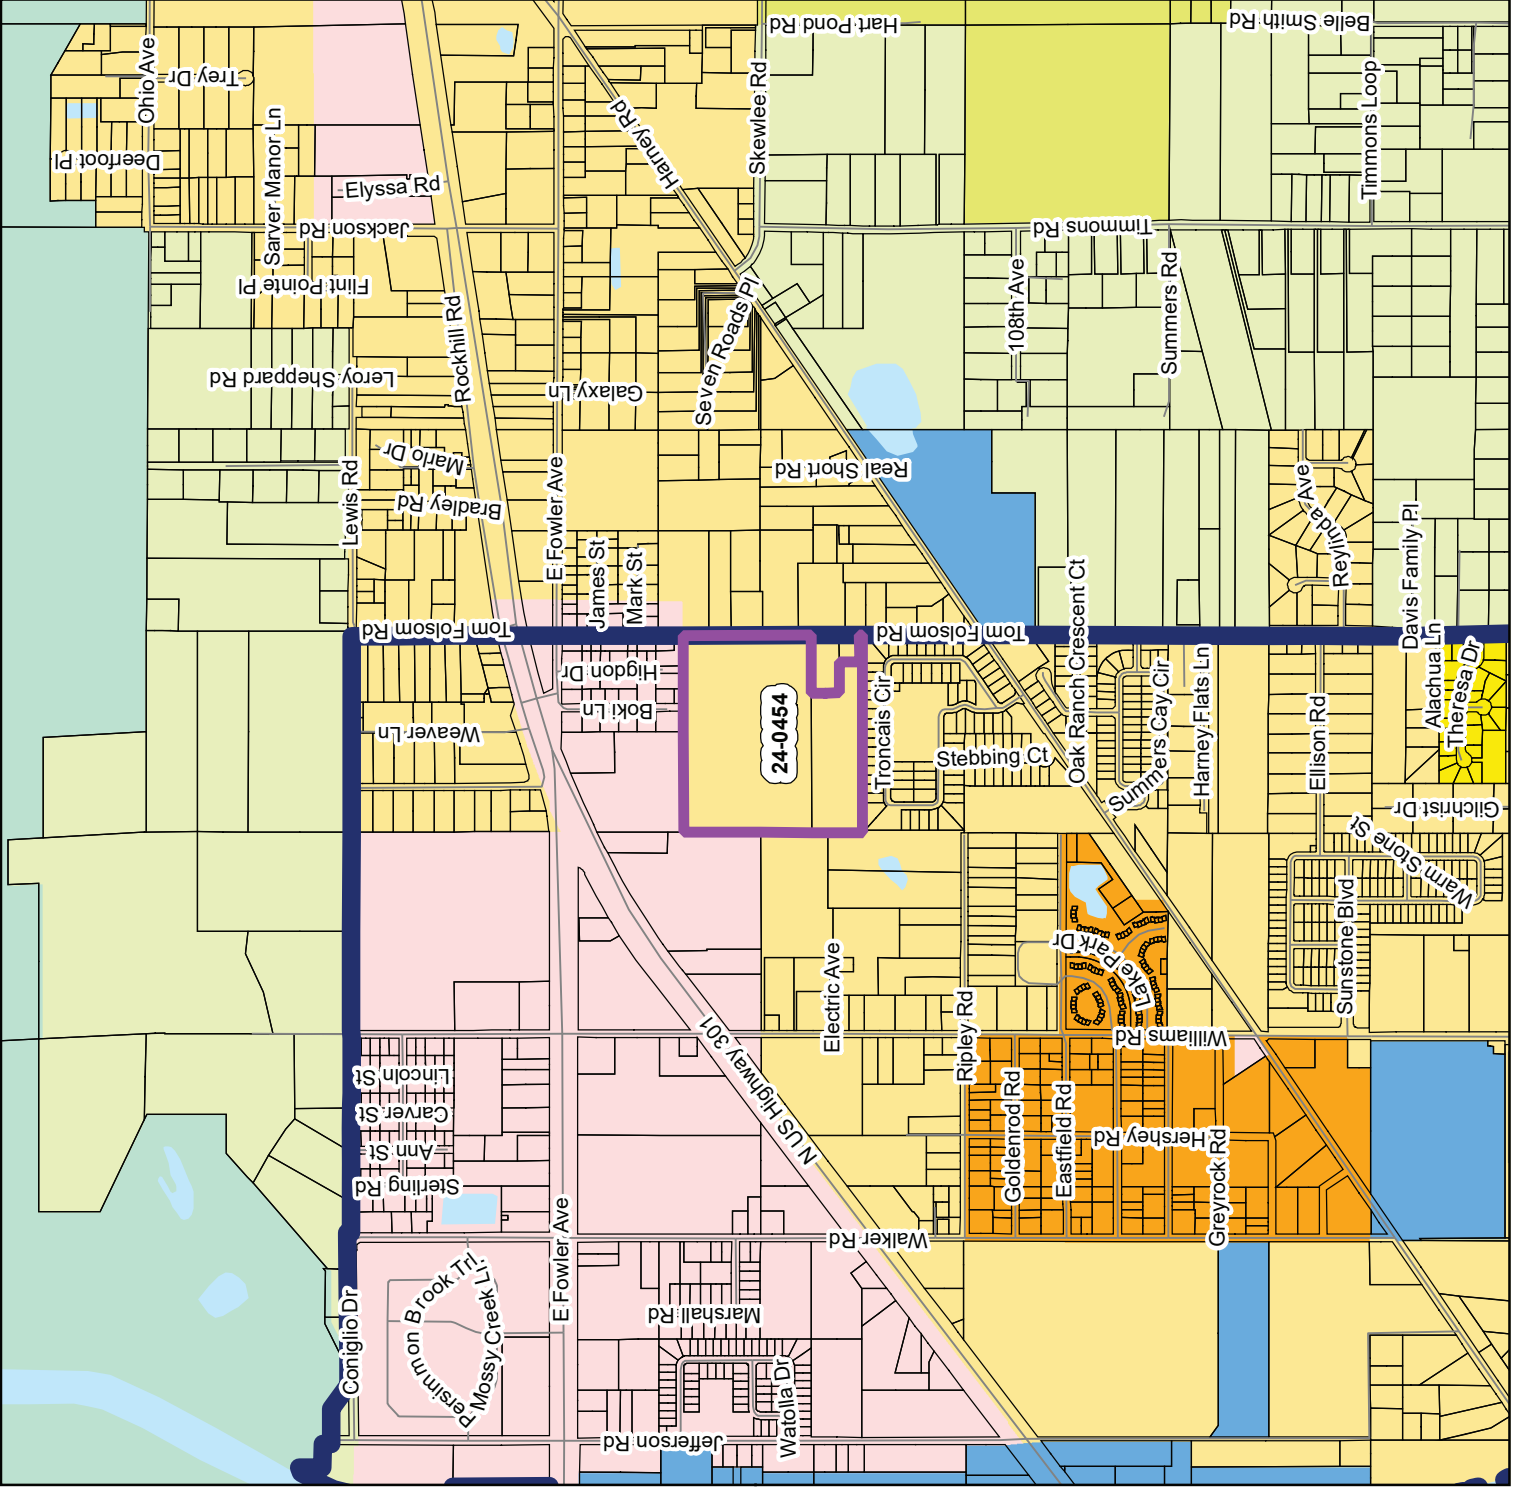 Hart Pond Rd
Belle Smith Rd
Ohio Ave
Trey Dr
Skewlee Rd
Timmons Loop
Harney Rd
Deerfoot Pl
Sarver Manor Ln
Elyssa Rd
Jackson Rd
Timmons Rd
Flint Pointe Pl
108th Ave
Summers Rd
Rockhill Rd
Seven Roads Pl
Leroy Sheppard Rd
Galaxy Ln
Mario Dr
Real Short Rd
Lewis Rd
Bradley Rd
E Fowler Ave
Reylinda Ave
Davis Family Pl
James St
Mark St
Oak Ranch Crescent Ct
Tom Folsom Rd
Tom Folsom Rd
Higdon Dr
Boki Ln
Weaver Ln
24-0454
Troncais Cir
Stebbing Ct
Summers Cay Cir
Harney Flats Ln
Ellison Rd
Alachua Ln
Theresa Dr
Gilchrist Dr
Warm Stone St
Sunstone Blvd
Lake Park Dr
Electric Ave
Ripley Rd
Williams Rd
N US Highway 301
Lincoln St
Carver St
Ann St
Sterling Rd
Goldenrod Rd
Eastfield Rd
Hershey Rd
Greyrock Rd
E Fowler Ave
Walker Rd
Coniglio Dr
Persimmon Brook Trl
Mossy Creek Ln
Marshall Rd
Watolla Dr
Jefferson Rd